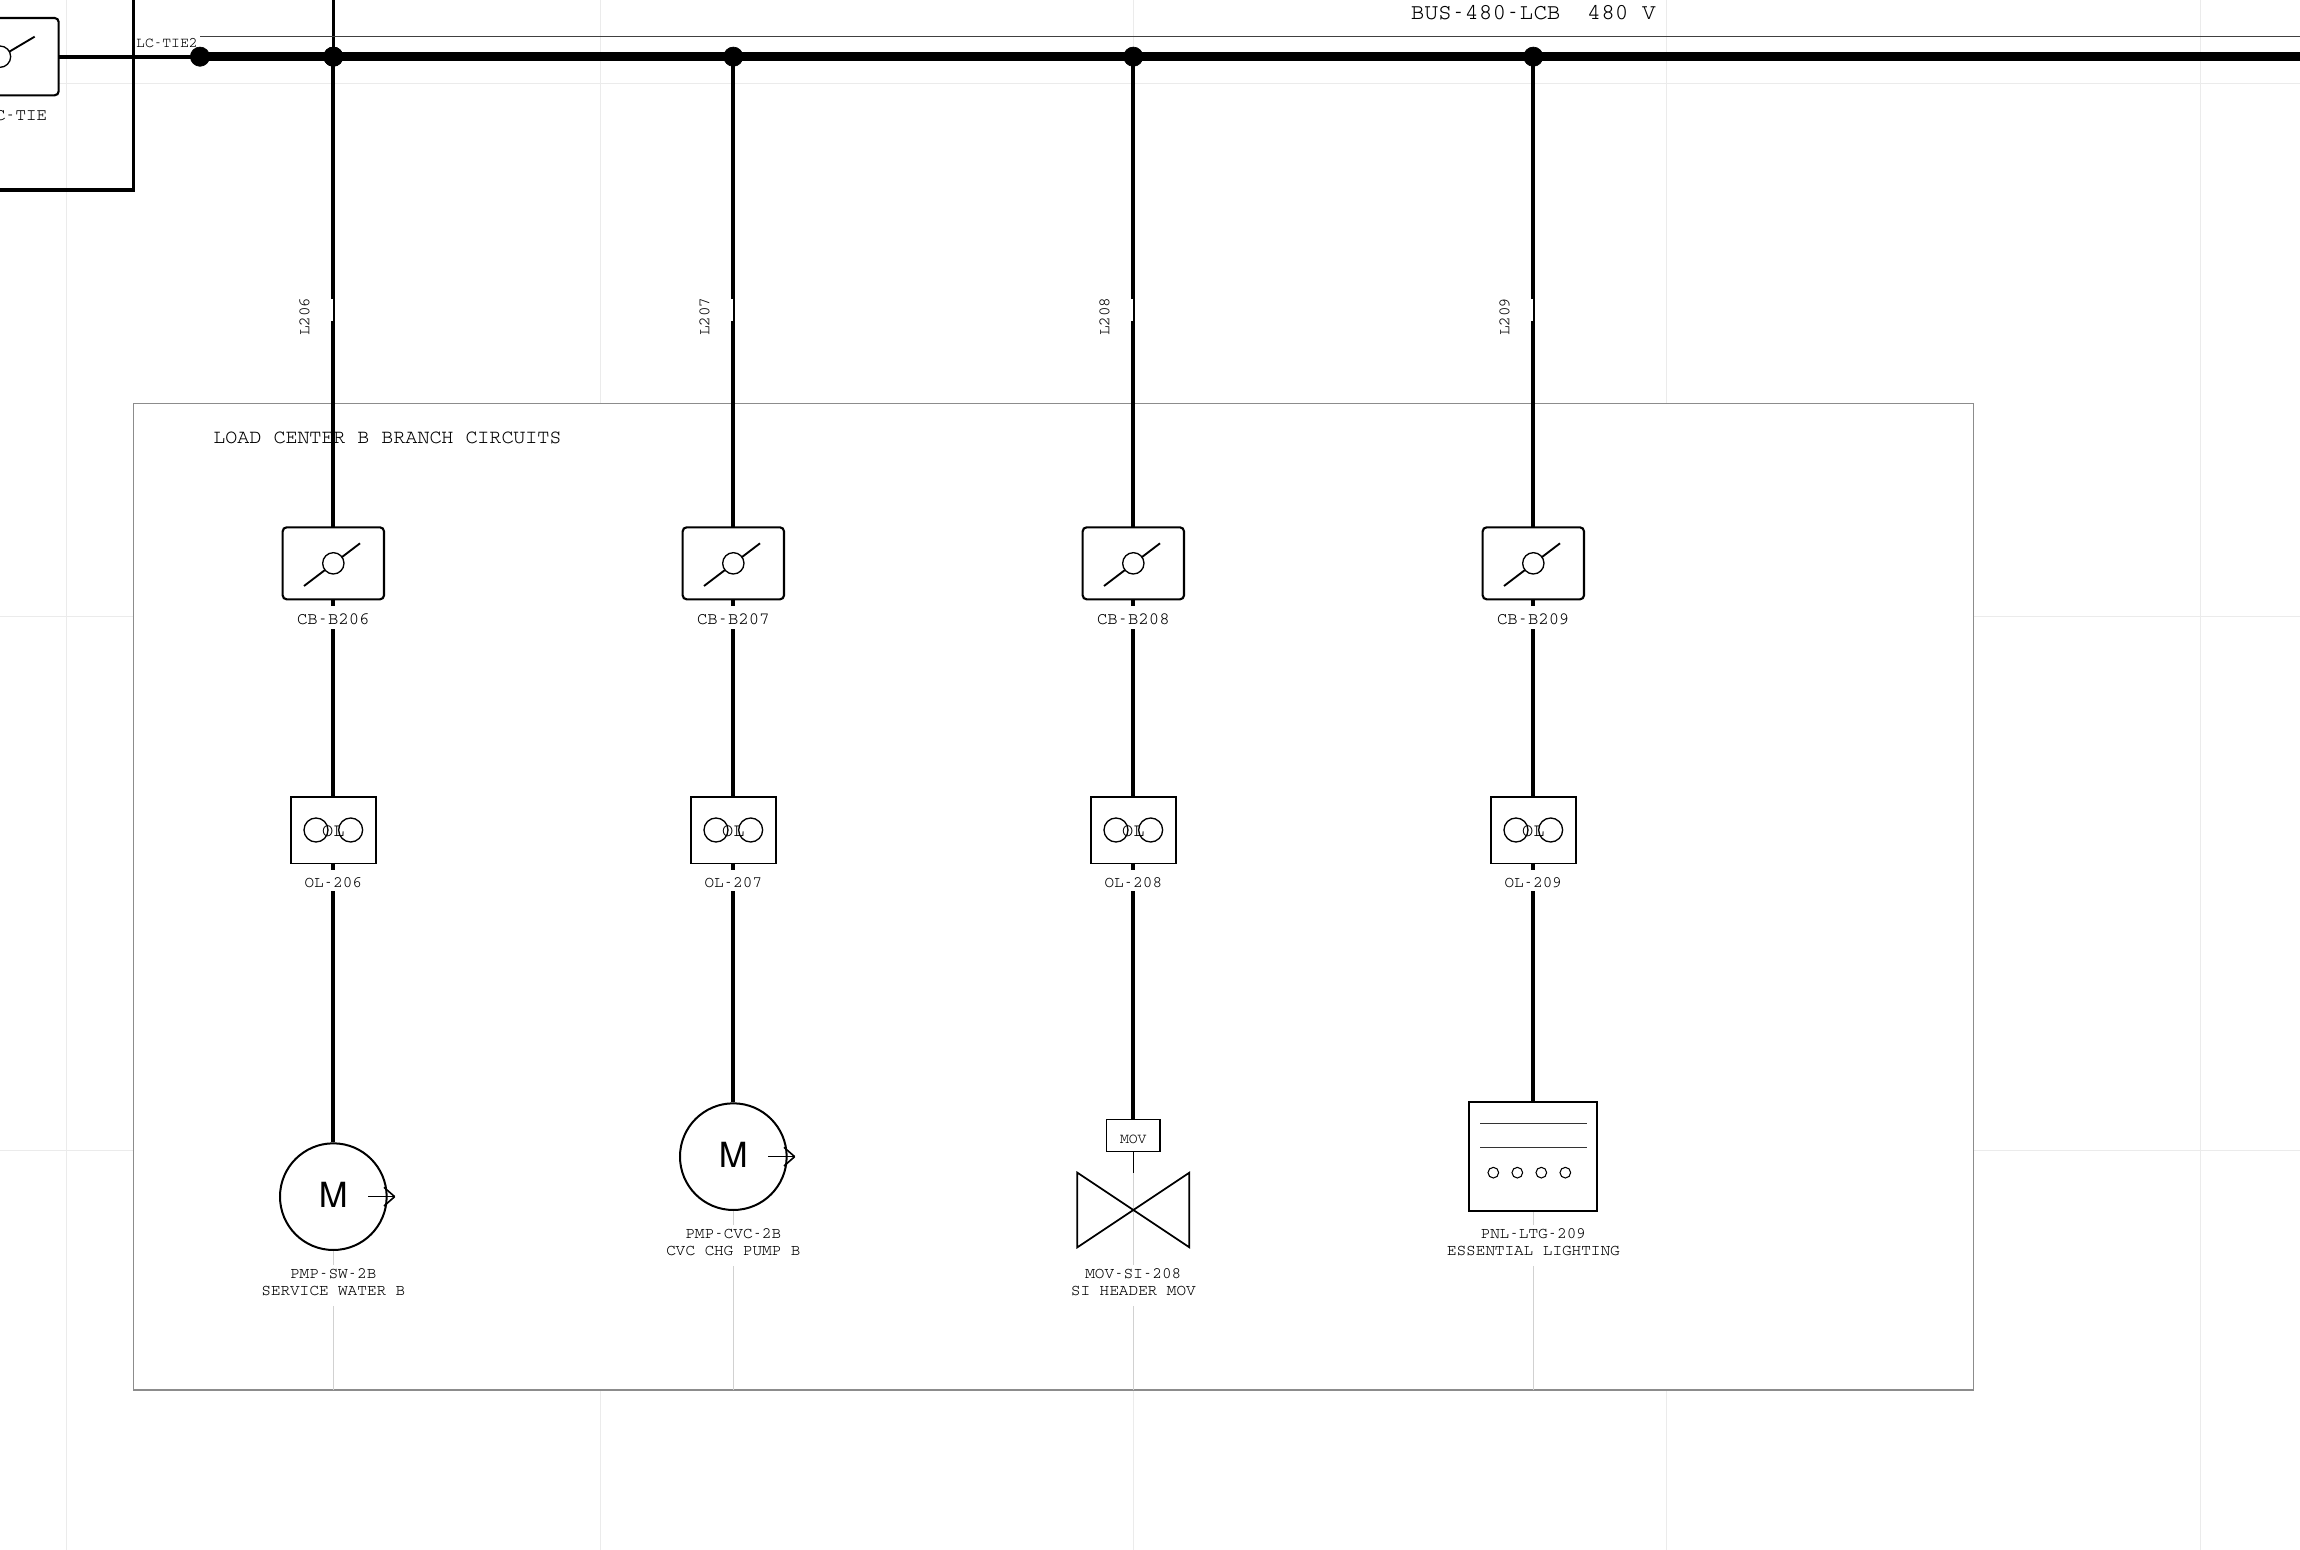 BUS-480-LCB  480 V
LC-TIE2
C-TIE
L206
L207
L208
L209
LOAD CENTER B BRANCH CIRCUITS
CB-B206
CB-B207
CB-B208
CB-B209
OL
OL
OL
OL
OL-206
OL-207
OL-208
OL-209
M
M
MOV
PMP-SW-2B
SERVICE WATER B
PMP-CVC-2B
CVC CHG PUMP B
MOV-SI-208
SI HEADER MOV
PNL-LTG-209
ESSENTIAL LIGHTING